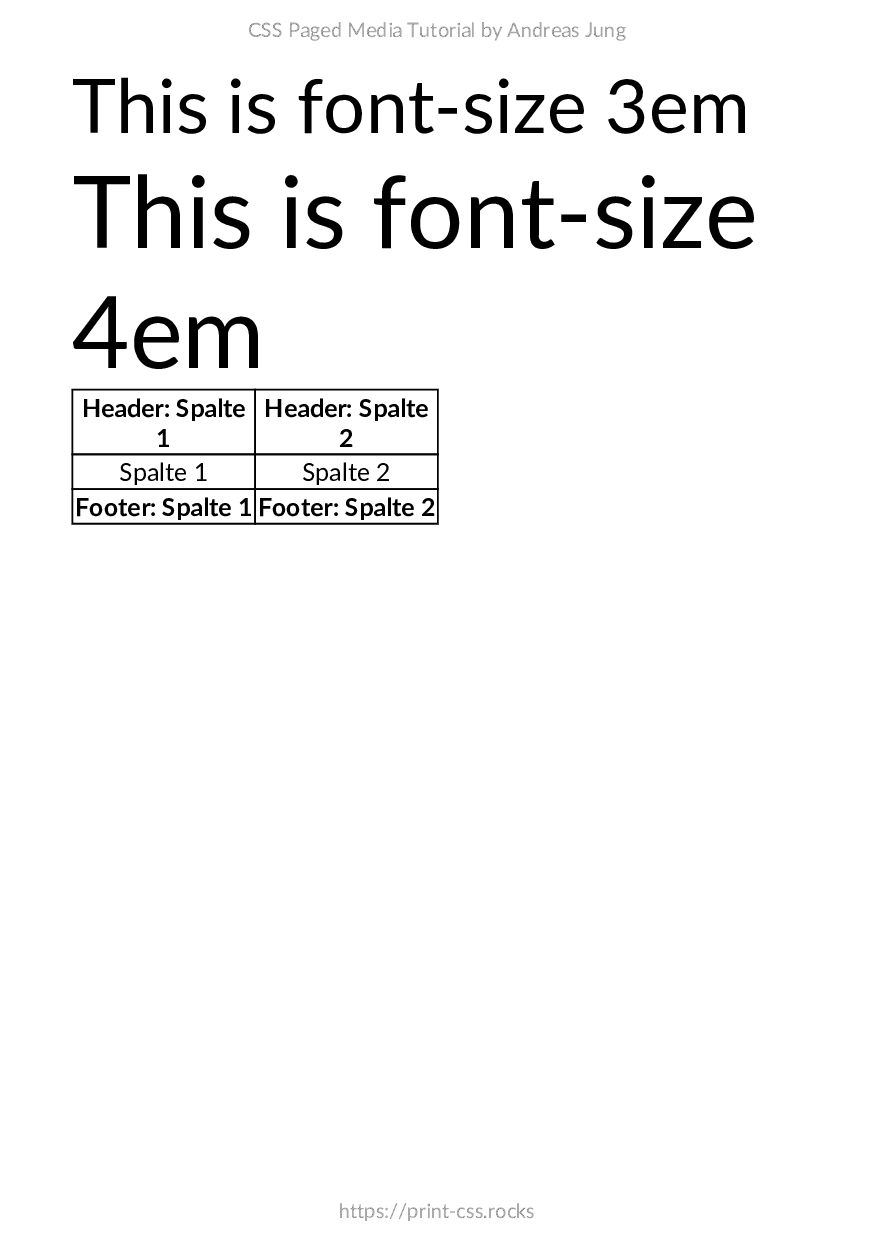 CSS Paged Media Tutorial by Andreas Jung
This is font-size 3em
This is font-size
4em
Header: Spalte 1 Header: Spalte 2
Spalte 1 Spalte 2
Footer: Spalte 1 Footer: Spalte 2
https://print-css.rocks